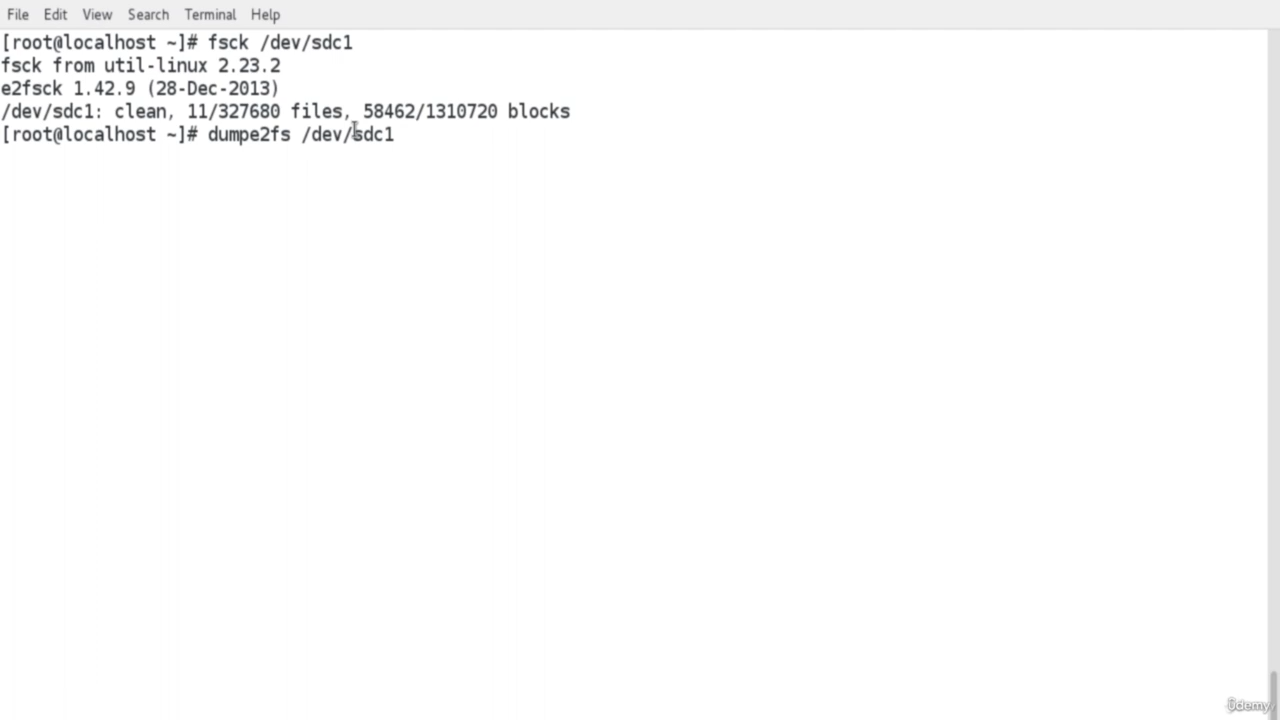 File Edit View Search Terminal Help
[root@localhost ~]# fsck /dev/sdc1
fsck from util-linux 2.23.2
e2fsck 1.42.9 (28-Dec-2013)
/dev/sdc1: clean, 11/327680 files, 58462/1310720 blocks
[root@localhost ~]# dumpe2fs /dev/sdc1
Udemy